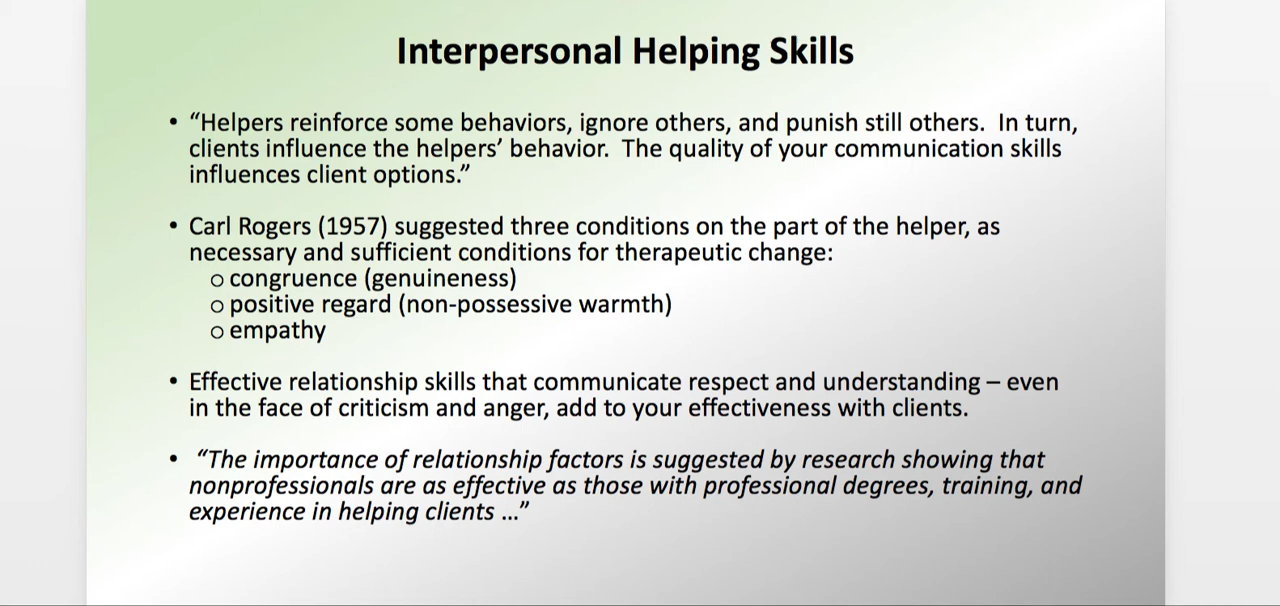 Interpersonal Helping Skills
• “Helpers reinforce some behaviors, ignore others, and punish still others.  In turn,
clients influence the helpers’ behavior.  The quality of your communication skills
influences client options.”
• Carl Rogers (1957) suggested three conditions on the part of the helper, as
necessary and sufficient conditions for therapeutic change:
o congruence (genuineness)
o positive regard (non-possessive warmth)
o empathy
• Effective relationship skills that communicate respect and understanding – even
in the face of criticism and anger, add to your effectiveness with clients.
• “The importance of relationship factors is suggested by research showing that
nonprofessionals are as effective as those with professional degrees, training, and
experience in helping clients ...”